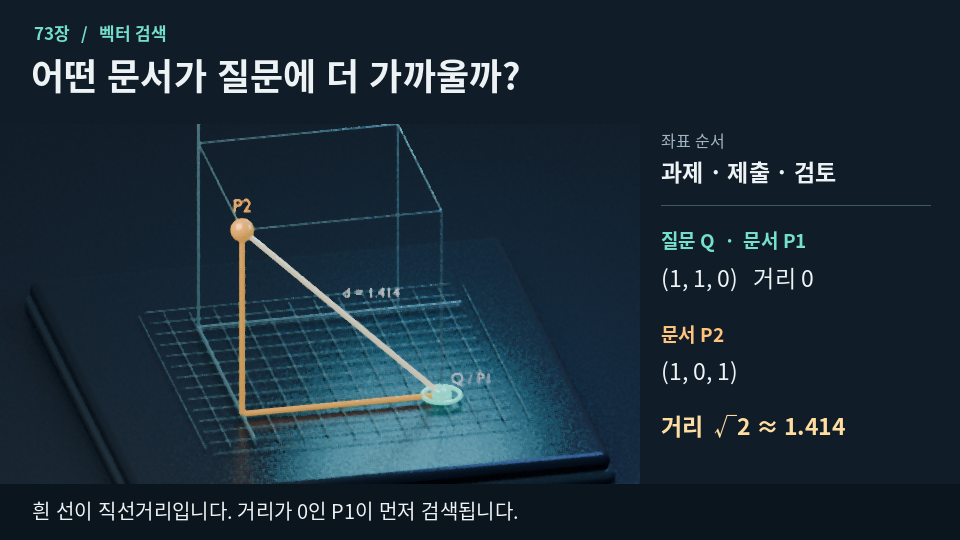 73장 / 벡터 검색
어떤 문서가 질문에 더 가까울까?
P2
d = 1.414
Q / P1
좌표 순서
과제 · 제출 · 검토
질문 Q · 문서 P1
(1, 1, 0) 거리 0
문서 P2
(1, 0, 1)
거리 √2 ≈ 1.414
흰 선이 직선거리입니다. 거리가 0인 P1이 먼저 검색됩니다.